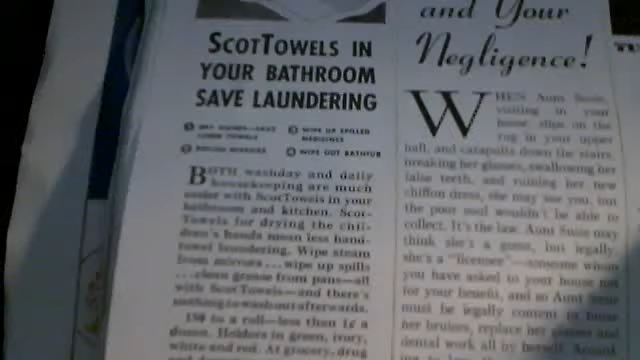 SCOTTOWELS IN
YOUR BATHROOM
SAVE LAUNDERING
DRY HANDS—SAVE
WIPE UP SPILLED
MEDICINES
WIPE OUT BATHTUB
BOTH washday and daily
housekeeping are much
easier with ScotTowels in your
bathroom and kitchen. Scot-
Towels for drying the chil-
dren's hands mean less hand-
towel laundering. Wipe steam
from mirrors...wipe up spills
...clean grease from pans—all
with ScotTowels—and there's
nothing to wash out afterwards.
150 to a roll—less than 1¢ a
dozen. Holders in green, ivory,
white and red. At grocery, drug
and Your
Negligence!
WHEN Aunt Susie,
visiting in your
house slips on the
rug in your upper
hall, and catapults down the stairs,
breaking her glasses, swallowing her
false teeth, and ruining her new
chiffon dress, she may sue you, but
the poor soul wouldn't be able to
collect. It's the law. Aunt Susie may
think she's a guest, but legally,
she's a "licensee"—someone whom
you have asked to your house not
for your benefit, and so Aunt Susie
must be legally content to nurse
her bruises, replace her glasses and
dental work all by herself.